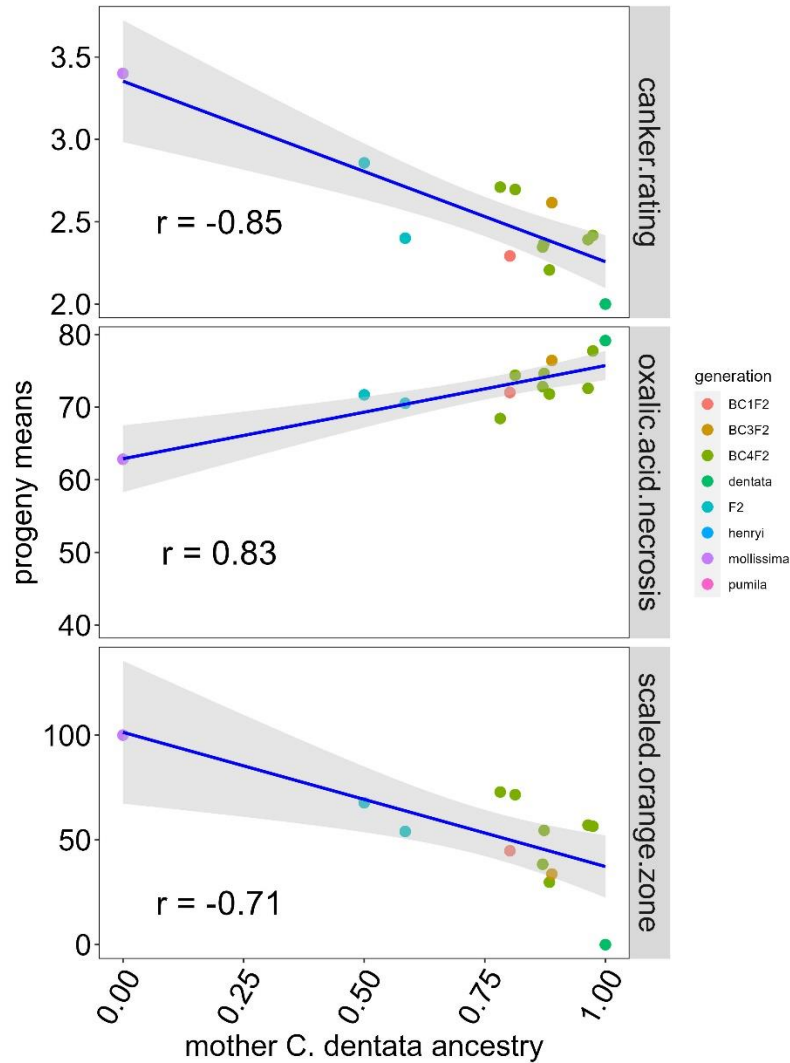 3.5
3.0
2.5
2.0
r = -0.85
canker.rating
80
70
60
50
40
r = 0.83
oxalic.acid.necrosis
progeny means
100
50
0
r = -0.71
scaled.orange.zone
0.00
0.25
0.50
0.75
1.00
mother C. dentata ancestry
generation
BC1F2
BC3F2
BC4F2
dentata
F2
henryi
mollissima
pumila